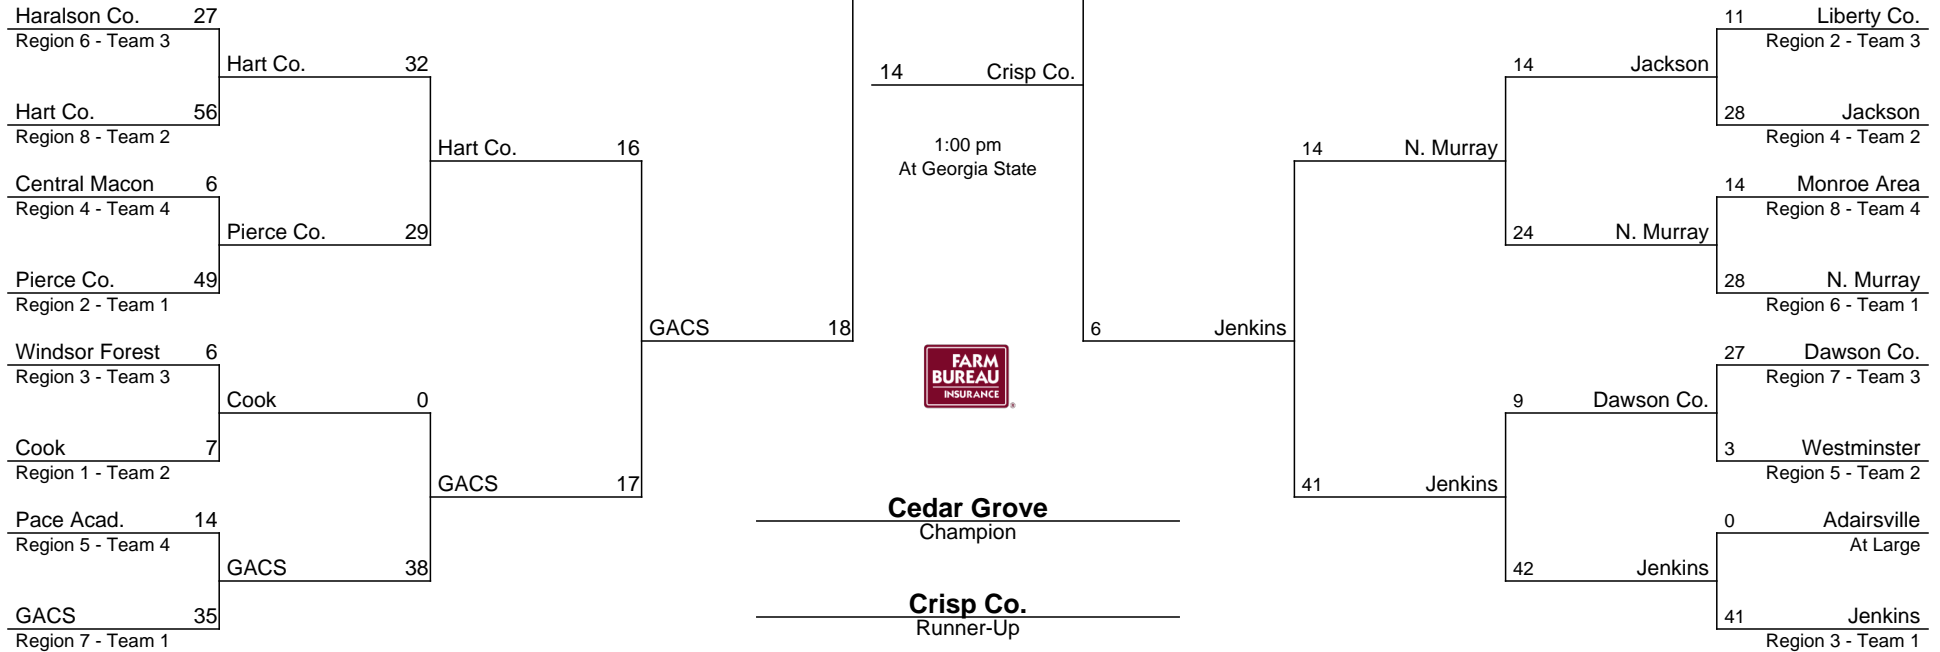 Haralson Co. 27
Region 6 - Team 3
Hart Co. 32
Hart Co. 56
Region 8 - Team 2
Hart Co. 16
Central Macon 6
Region 4 - Team 4
Pierce Co. 29
Pierce Co. 49
Region 2 - Team 1
GACS 18
Windsor Forest 6
Region 3 - Team 3
Cook 0
Cook 7
Region 1 - Team 2
GACS 17
Pace Acad. 14
Region 5 - Team 4
GACS 38
GACS 35
Region 7 - Team 1
14 Crisp Co.
1:00 pm
At Georgia State
FARM
BUREAU
INSURANCE
®
Cedar Grove
Champion
Crisp Co.
Runner-Up
11 Liberty Co.
Region 2 - Team 3
14 Jackson
28 Jackson
Region 4 - Team 2
14 N. Murray
14 Monroe Area
Region 8 - Team 4
24 N. Murray
28 N. Murray
Region 6 - Team 1
6 Jenkins
27 Dawson Co.
Region 7 - Team 3
9 Dawson Co.
3 Westminster
Region 5 - Team 2
41 Jenkins
0 Adairsville
At Large
42 Jenkins
41 Jenkins
Region 3 - Team 1